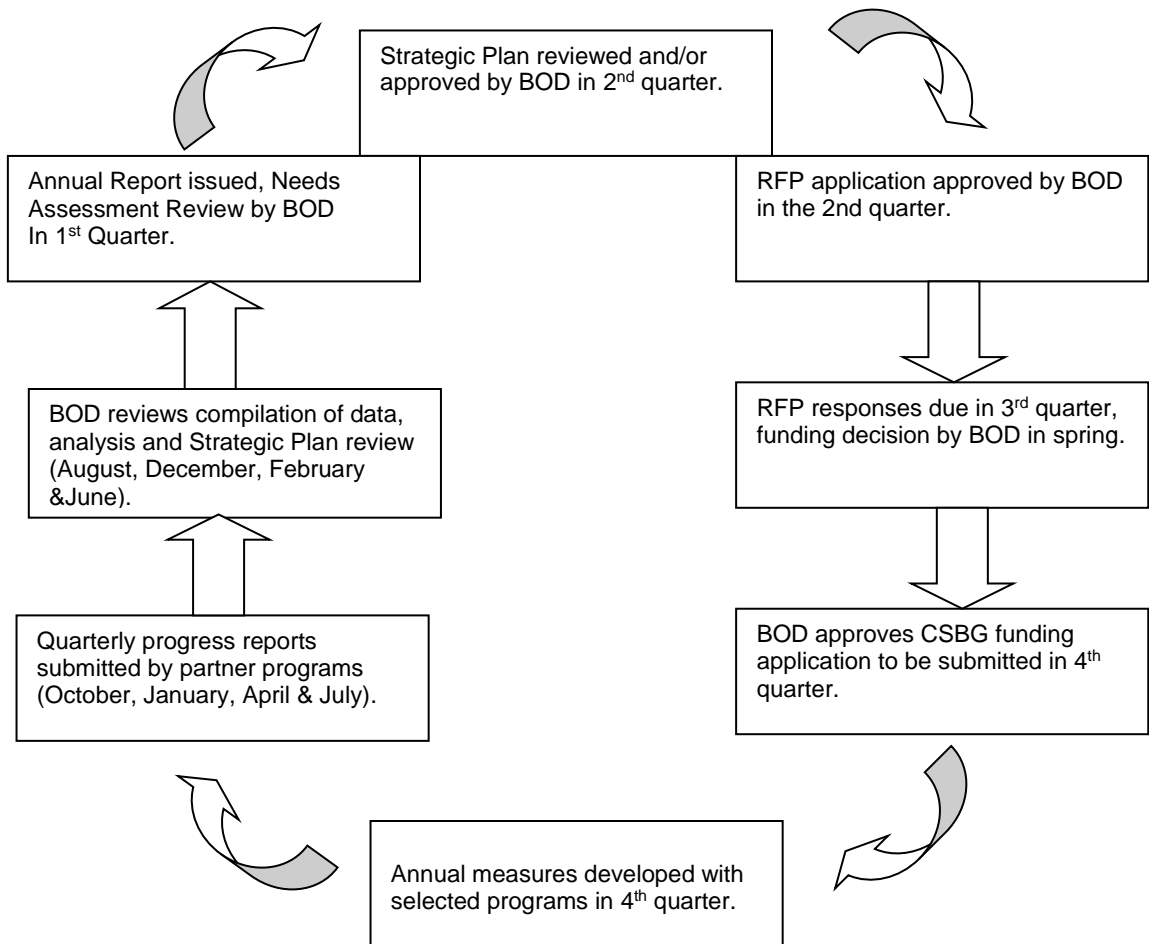 Strategic Plan reviewed and/or
approved by BOD in 2nd quarter.
Annual Report issued, Needs
Assessment Review by BOD
In 1st Quarter.
RFP application approved by BOD
in the 2nd quarter.
BOD reviews compilation of data,
analysis and Strategic Plan review
(August, December, February
&June).
RFP responses due in 3rd quarter,
funding decision by BOD in spring.
Quarterly progress reports
submitted by partner programs
(October, January, April & July).
BOD approves CSBG funding
application to be submitted in 4th
quarter.
Annual measures developed with
selected programs in 4th quarter.